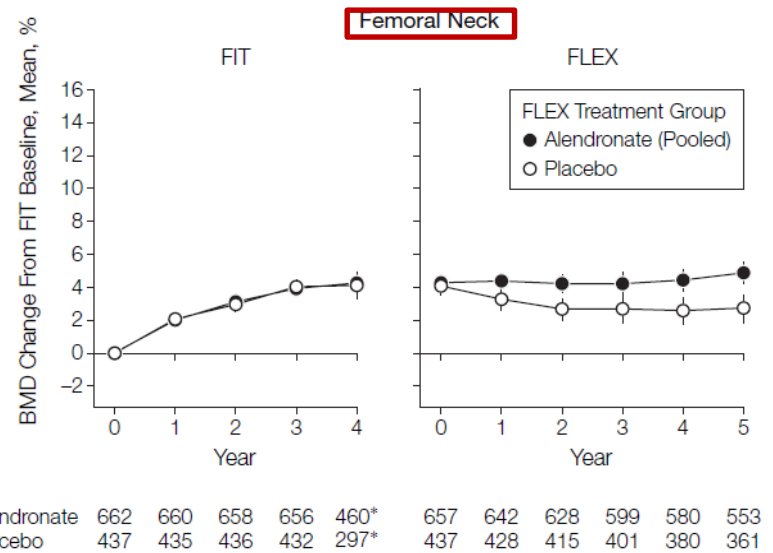 Femoral Neck
FIT
FLEX
BMD Change From FIT Baseline, Mean, %
16
14
12
10
8
6
4
2
0
–2
FLEX Treatment Group
Alendronate (Pooled)
Placebo
0 1 2 3 4
0 1 2 3 4 5
Year
Year
ndronate 662 660 658 656 460* 657 642 628 599 580 553
cebo 437 435 436 432 297* 437 428 415 401 380 361